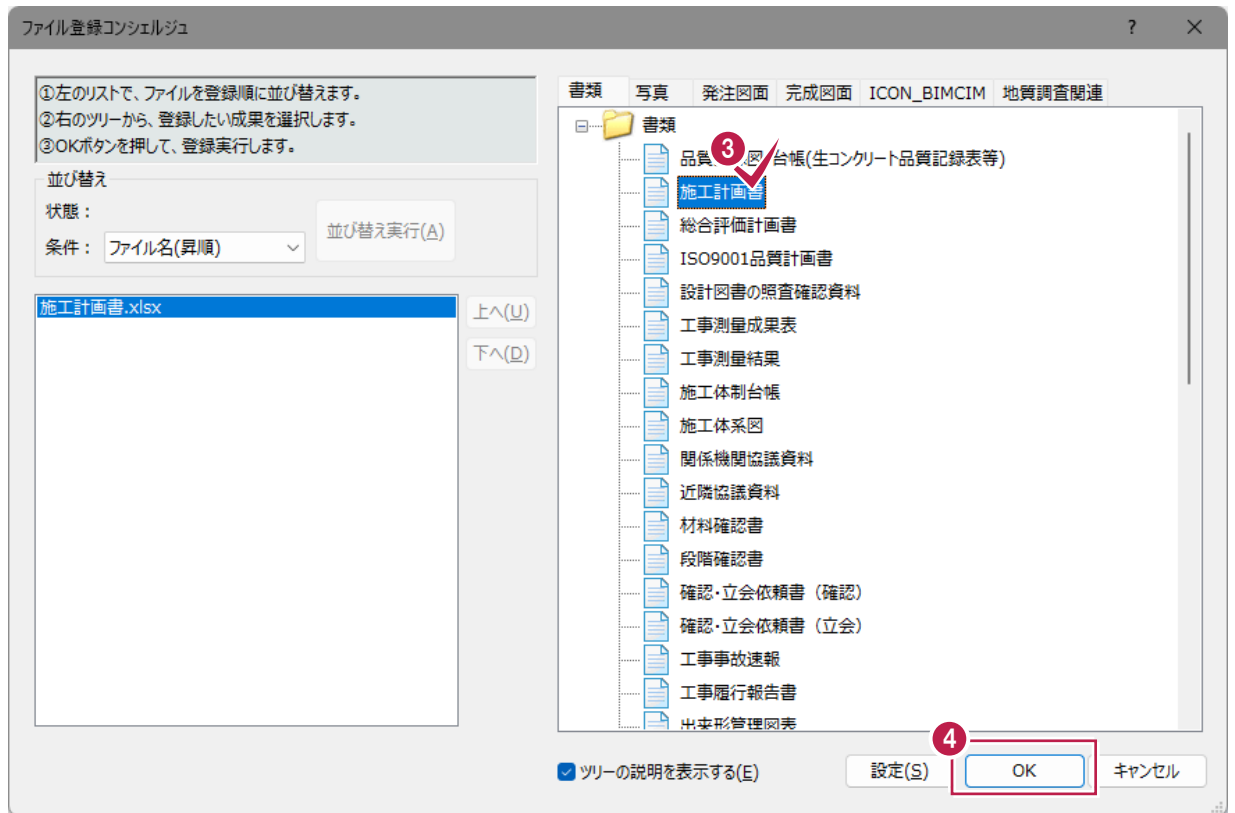 ファイル登録コンシェルジュ
?
①左のリストで、ファイルを登録順に並び替えます。
②右のツリーから、登録したい成果を選択します。
③OKボタンを押して、登録実行します。
並び替え
状態：
条件： ファイル名(昇順)
並び替え実行(A)
施工計画書.xlsx
上へ(U)
下へ(D)
書類 写真 発注図面 完成図面 ICON_BIMCIM 地質調査関連
書類
3
品質 図 台帳(生コンクリート品質記録表等)
施工計画書
総合評価計画書
ISO9001品質計画書
設計図書の照査確認資料
工事測量成果表
工事測量結果
施工体制台帳
施工体系図
関係機関協議資料
近隣協議資料
材料確認書
段階確認書
確認・立会依頼書（確認）
確認・立会依頼書（立会）
工事事故速報
工事履行報告書
出来形管理図表
4
ツリーの説明を表示する(E)
設定(S)
OK
キャンセル